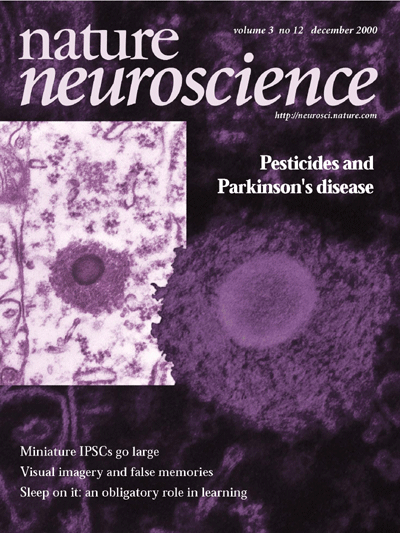 nature
neuroscience
volume 3 no 12 december 2000
http://neurosci.nature.com
Pesticides and
Parkinson's disease
Miniature IPSCs go large
Visual imagery and false memories
Sleep on it: an obligatory role in learning